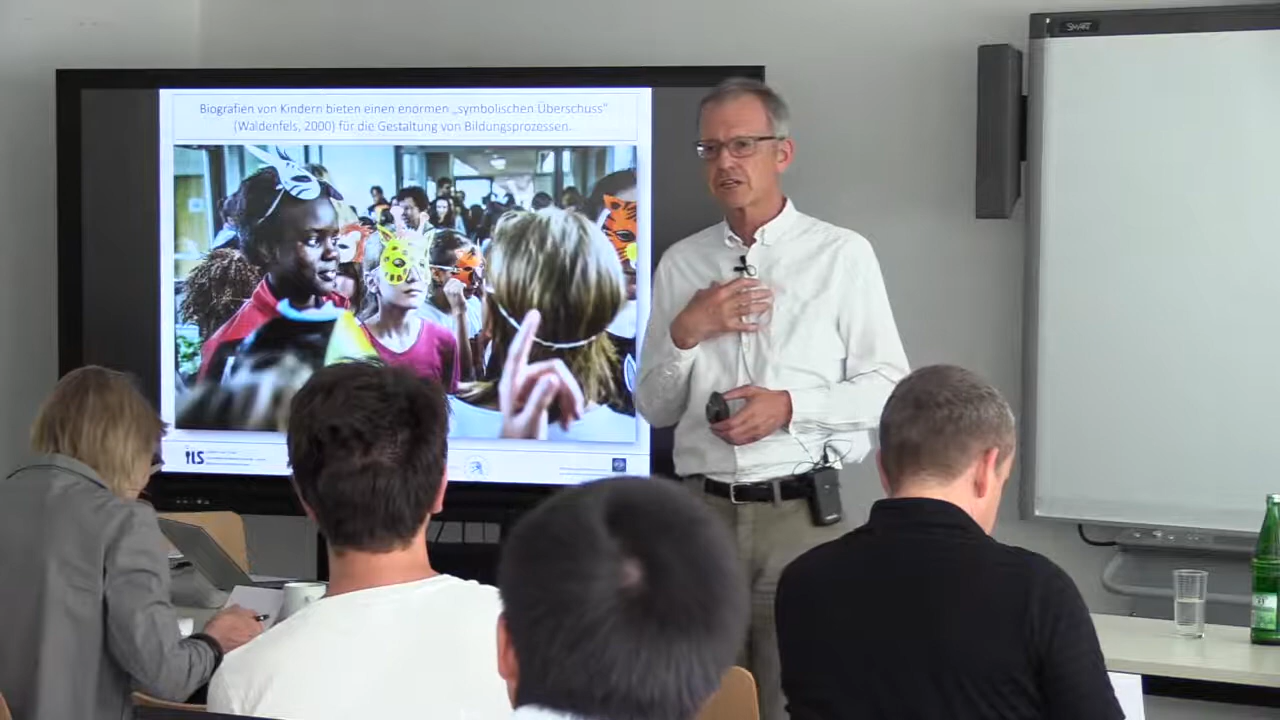 SMART
Biografien von Kindern bieten einen enormen „symbolischen Überschuss“
(Waldenfels, 2000) für die Gestaltung von Bildungsprozessen.
ILS